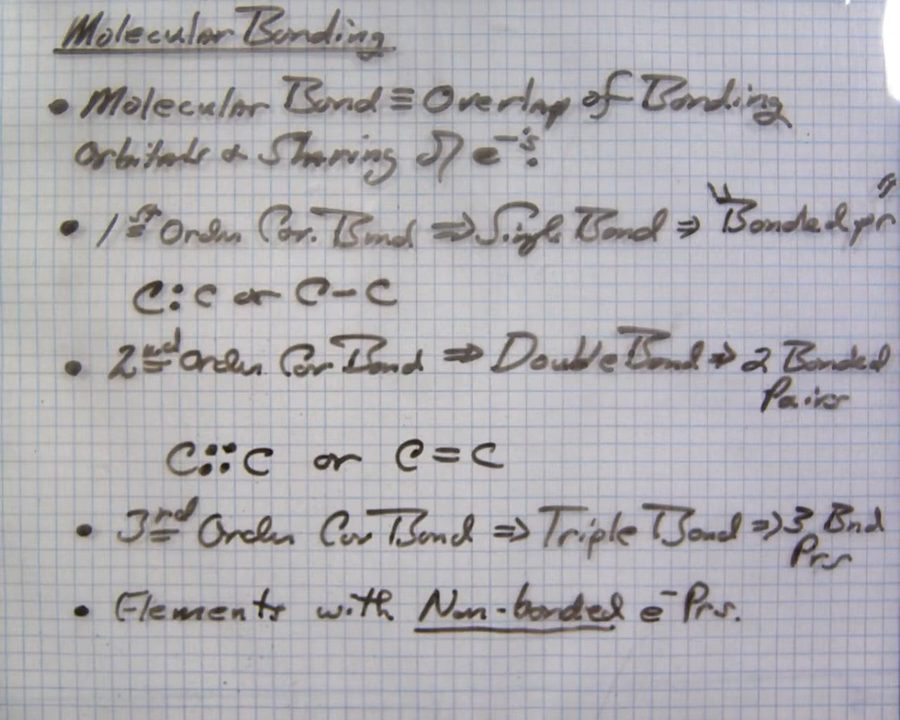 Molecular Bonding
• Molecular Bond ≡ Overlap of Bonding
Orbitals & Sharing of e⁻'s.
• 1st Order Cov. Bond ⇒ Single Bond ⇒ "Bonded pr"
C:C or C-C
• 2nd Order Cov Bond ⇒ Double Bond ⇒ 2 Bonded
Pairs
C::C or C=C
• 3rd Order Cov Bond ⇒ Triple Bond ⇒ 3 Bnd
Prs
• Elements with Non-bonded e⁻ Prs.